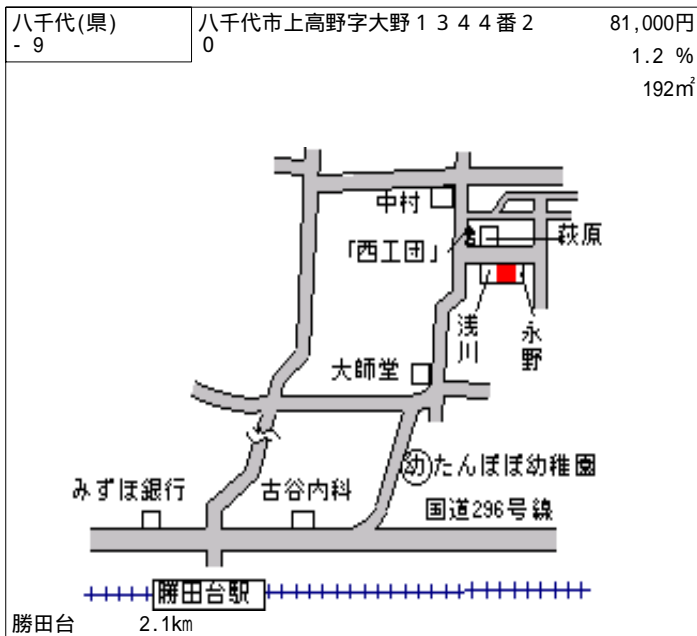 八千代(県)
- 9
八千代市上高野字大野１３４４番２
0
81,000円
1.2 %
192㎡
中村
「西工団」
萩原
浅川
永野
大師堂
幼たんぽぽ幼稚園
みずほ銀行
古谷内科
国道296号線
勝田台駅
勝田台 2.1km